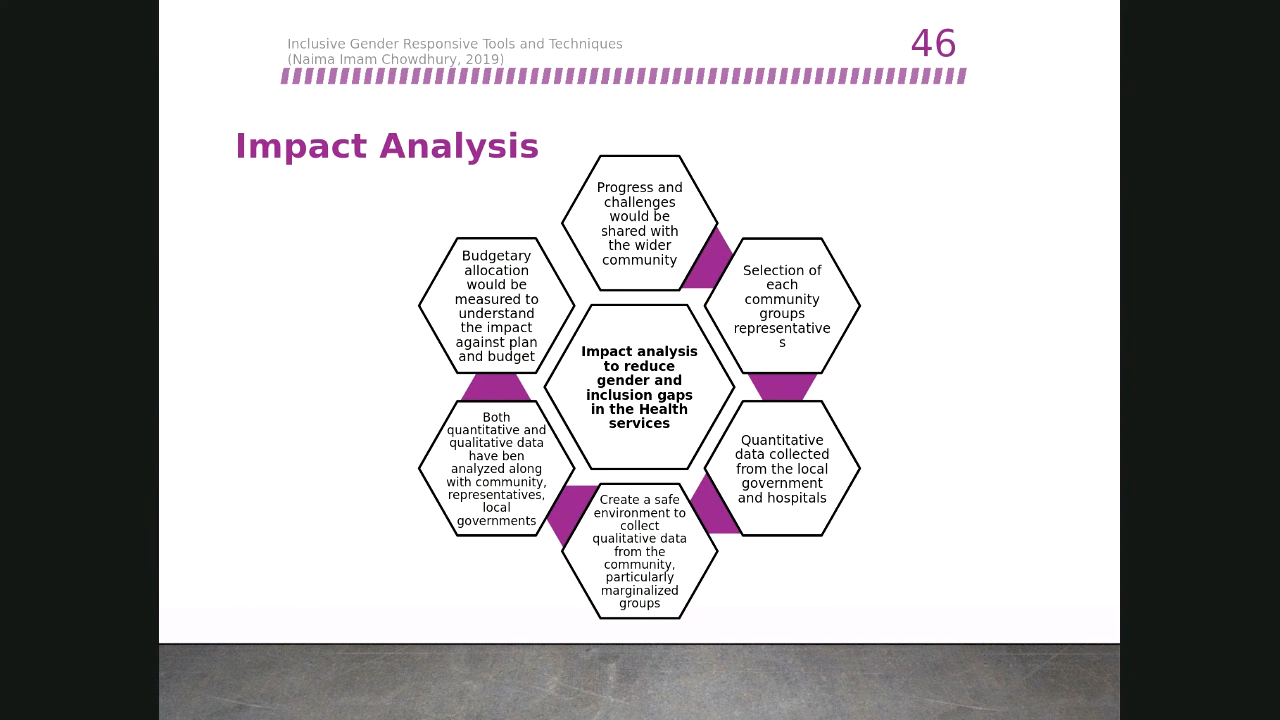 Inclusive Gender Responsive Tools and Techniques
(Naima Imam Chowdhury, 2019)
46
Impact Analysis
Progress and
challenges
would be
shared with
the wider
community
Selection of
each
community
groups
representative
s
Quantitative
data collected
from the local
government
and hospitals
Create a safe
environment to
collect
qualitative data
from the
community,
particularly
marginalized
groups
Both
quantitative and
qualitative data
have ben
analyzed along
with community,
representatives,
local
governments
Budgetary
allocation
would be
measured to
understand
the impact
against plan
and budget
Impact analysis
to reduce
gender and
inclusion gaps
in the Health
services